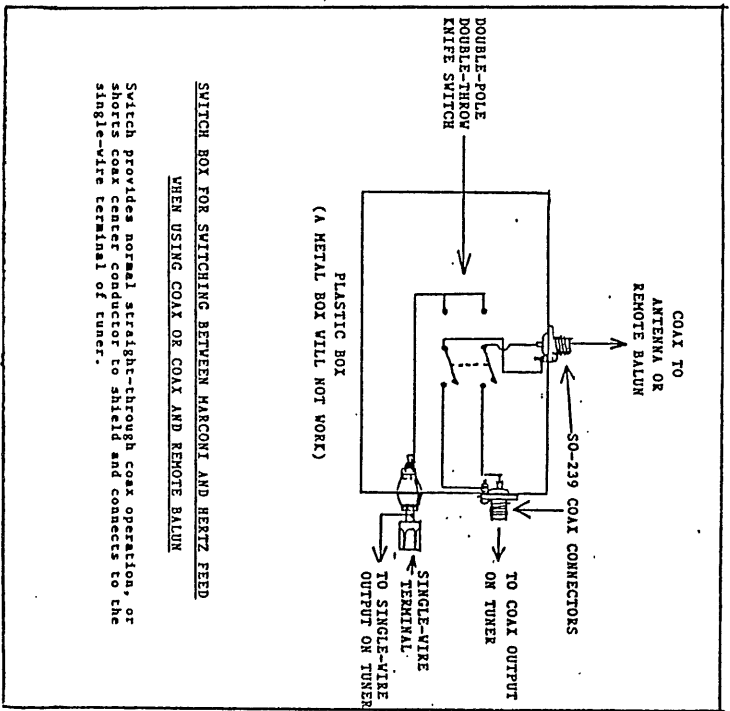 COAX TO
ANTENNA OR
REMOTE BALUN
DOUBLE-POLE
DOUBLE-THROW
KNIFE SWITCH
SO-239 COAX CONNECTORS
TO COAX OUTPUT
ON TUNER
SINGLE-WIRE
TERMINAL
TO SINGLE-WIRE
OUTPUT ON TUNER
PLASTIC BOX
(A METAL BOX WILL NOT WORK)
SWITCH BOX FOR SWITCHING BETWEEN MARCONI AND HERTZ FEED
WHEN USING COAX OR COAX AND REMOTE BALUN
Switch provides normal straight-through coax operation, or
shorts coax center conductor to shield and connects to the
single-wire terminal of tuner.